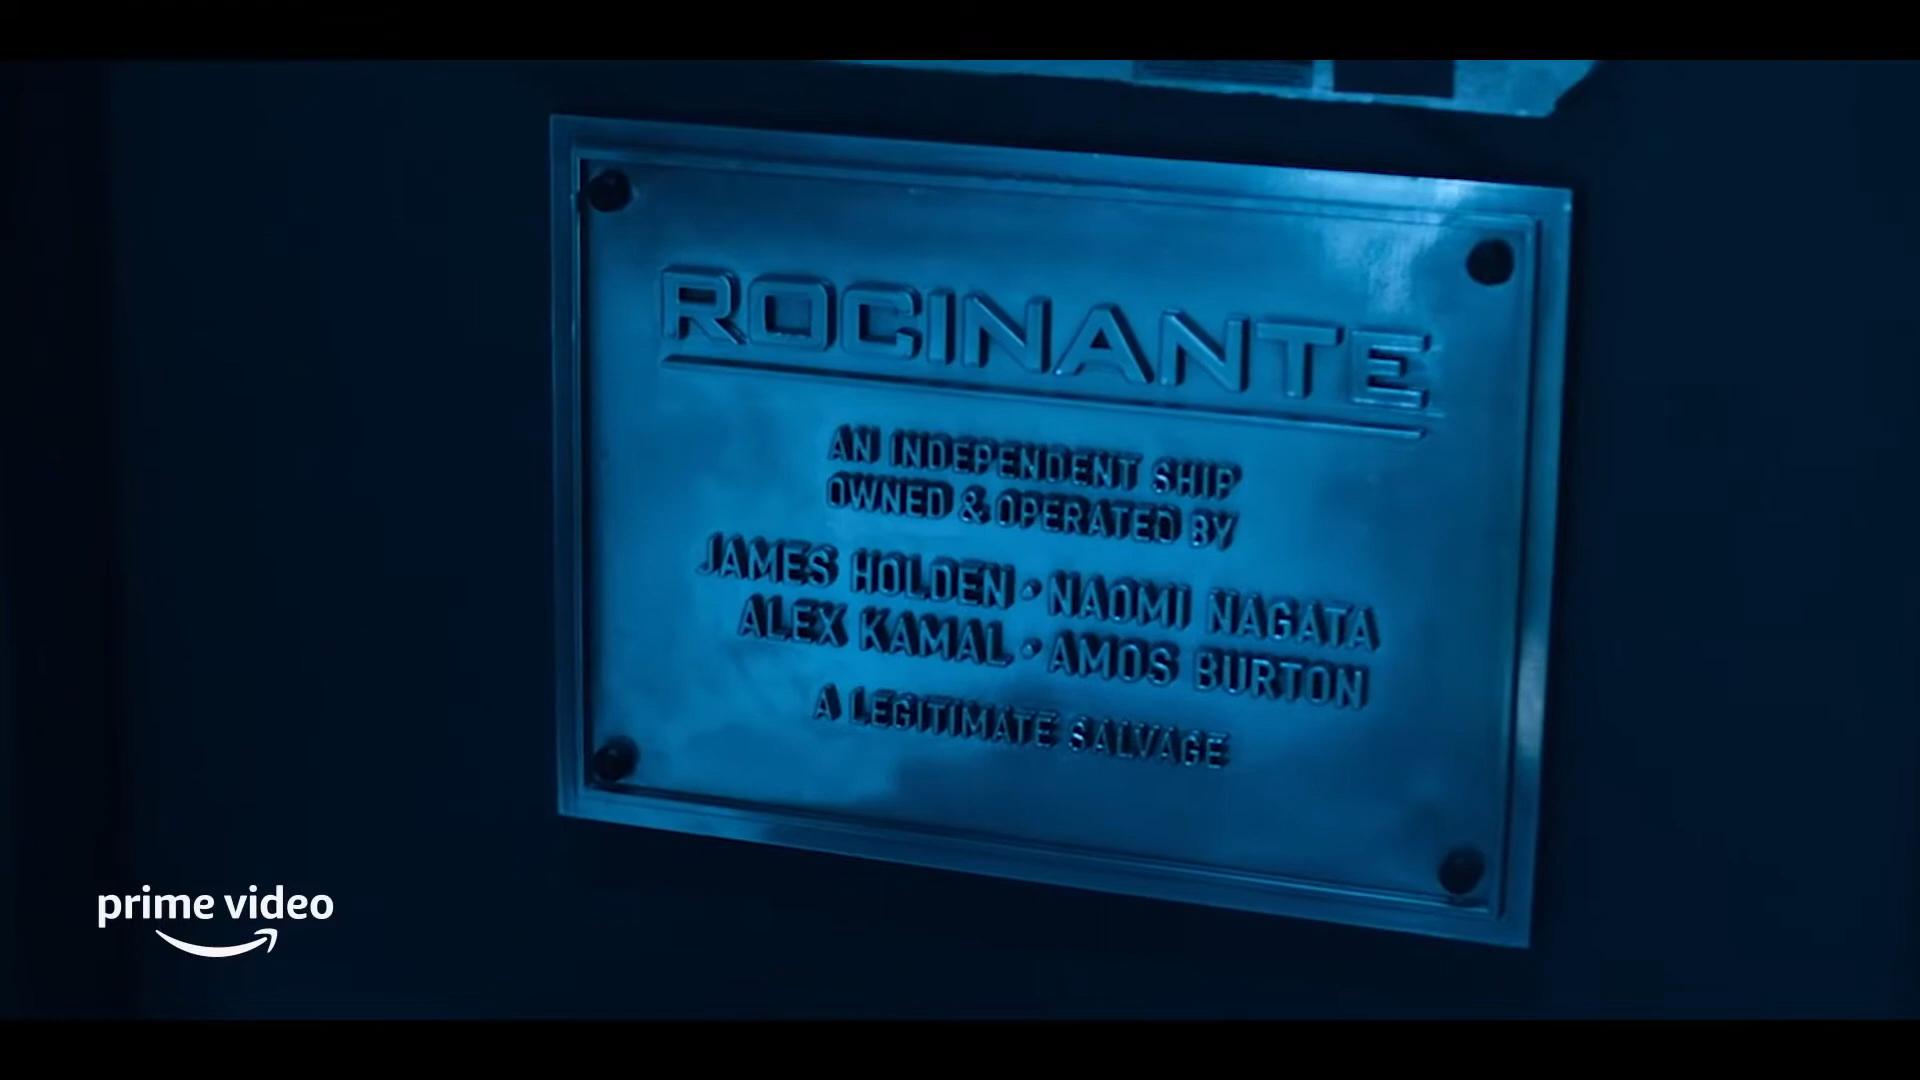 ROCINANTE
AN INDEPENDENT SHIP
OWNED & OPERATED BY
JAMES HOLDEN • NAOMI NAGATA
ALEX KAMAL • AMOS BURTON
A LEGITIMATE SALVAGE
prime video